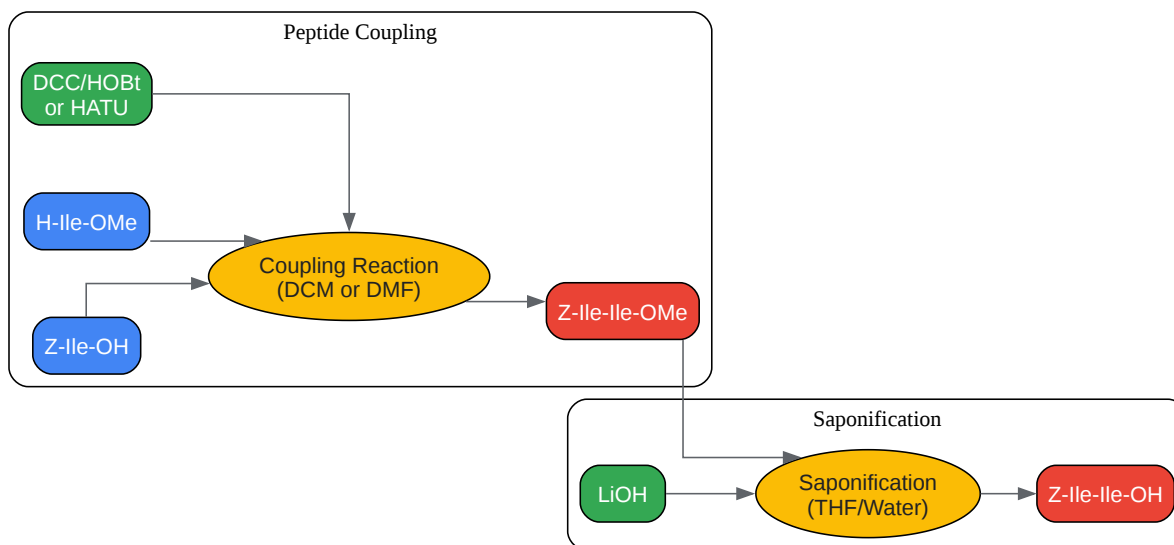 Peptide Coupling
DCC/HOBt
or HATU
H-Ile-OMe
Coupling Reaction
(DCM or DMF)
Z-Ile-Ile-OMe
Z-Ile-OH
Saponification
LiOH
Saponification
(THF/Water)
Z-Ile-Ile-OH